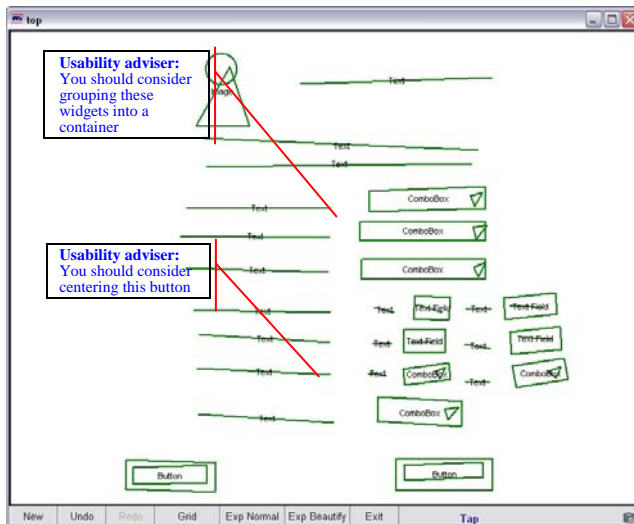 top
Usability adviser:
You should consider
grouping these
widgets into a
container
Image
Text
Text
Text
Text
ComboBox
Text
ComboBox
Usability adviser:
You should consider
centering this button
Text
ComboBox
Text
Text
Text Field
Text
Text Field
Text
Text
Text Field
Text
Text Field
Text
Text
ComboBox
Text
ComboBox
Text
ComboBox
Button
Button
New Undo Redo Grid Exp Normal Exp Beautify Exit Tap